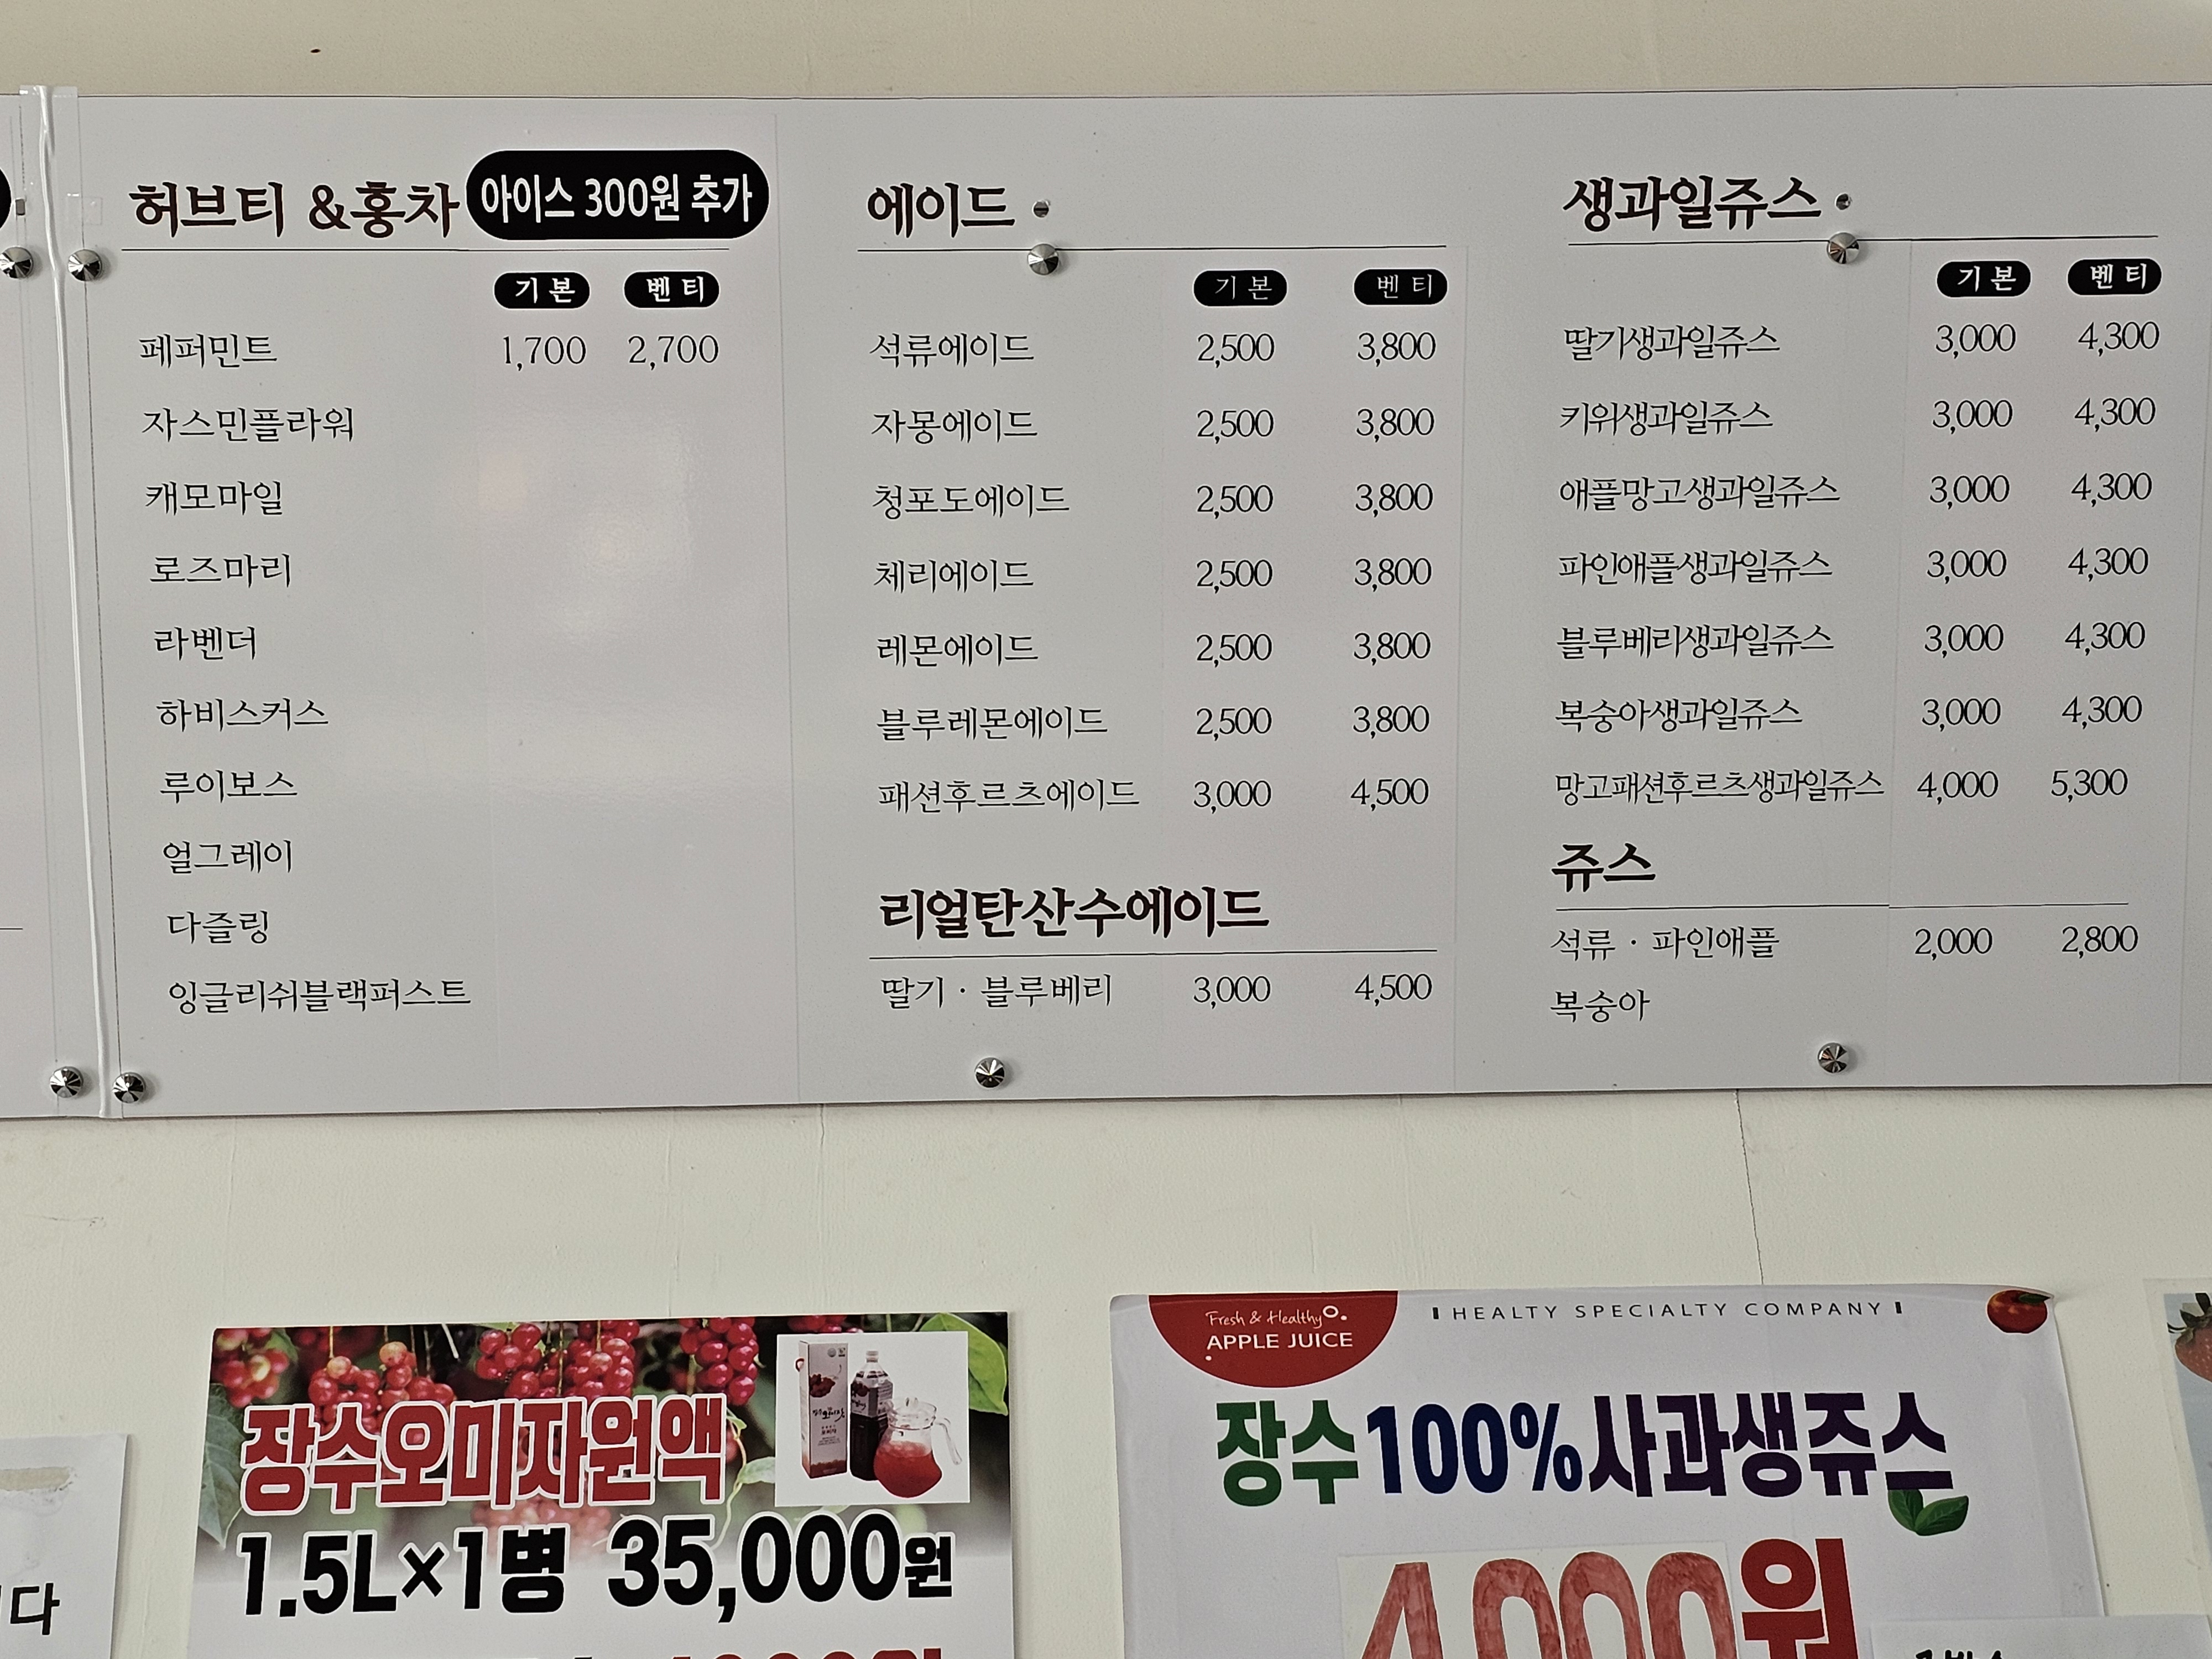 허브티 &홍차 아이스 300원 추가
기본 벤티
페퍼민트 1,700 2,700
자스민플라워
캐모마일
로즈마리
라벤더
하비스커스
루이보스
얼그레이
다즐링
잉글리쉬블랙퍼스트
에이드
기본 벤티
석류에이드 2,500 3,800
자몽에이드 2,500 3,800
청포도에이드 2,500 3,800
체리에이드 2,500 3,800
레몬에이드 2,500 3,800
블루레몬에이드 2,500 3,800
패션후르츠에이드 3,000 4,500
리얼탄산수에이드
딸기 · 블루베리 3,000 4,500
생과일쥬스
기본 벤티
딸기생과일쥬스 3,000 4,300
키위생과일쥬스 3,000 4,300
애플망고생과일쥬스 3,000 4,300
파인애플생과일쥬스 3,000 4,300
블루베리생과일쥬스 3,000 4,300
복숭아생과일쥬스 3,000 4,300
망고패션후르츠생과일쥬스 4,000 5,300
쥬스
석류 · 파인애플 2,000 2,800
복숭아
장수오미자원액
1.5L×1병 35,000원
Fresh & Healthy
APPLE JUICE
HEALTY SPECIALTY COMPANY
장수100%사과생쥬스
4,000원